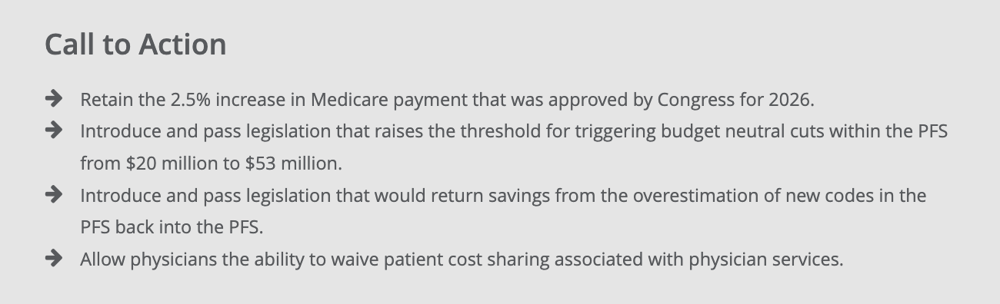 Call to Action
Retain the 2.5% increase in Medicare payment that was approved by Congress for 2026.
Introduce and pass legislation that raises the threshold for triggering budget neutral cuts within the PFS
from $20 million to $53 million.
Introduce and pass legislation that would return savings from the overestimation of new codes in the
PFS back into the PFS.
Allow physicians the ability to waive patient cost sharing associated with physician services.